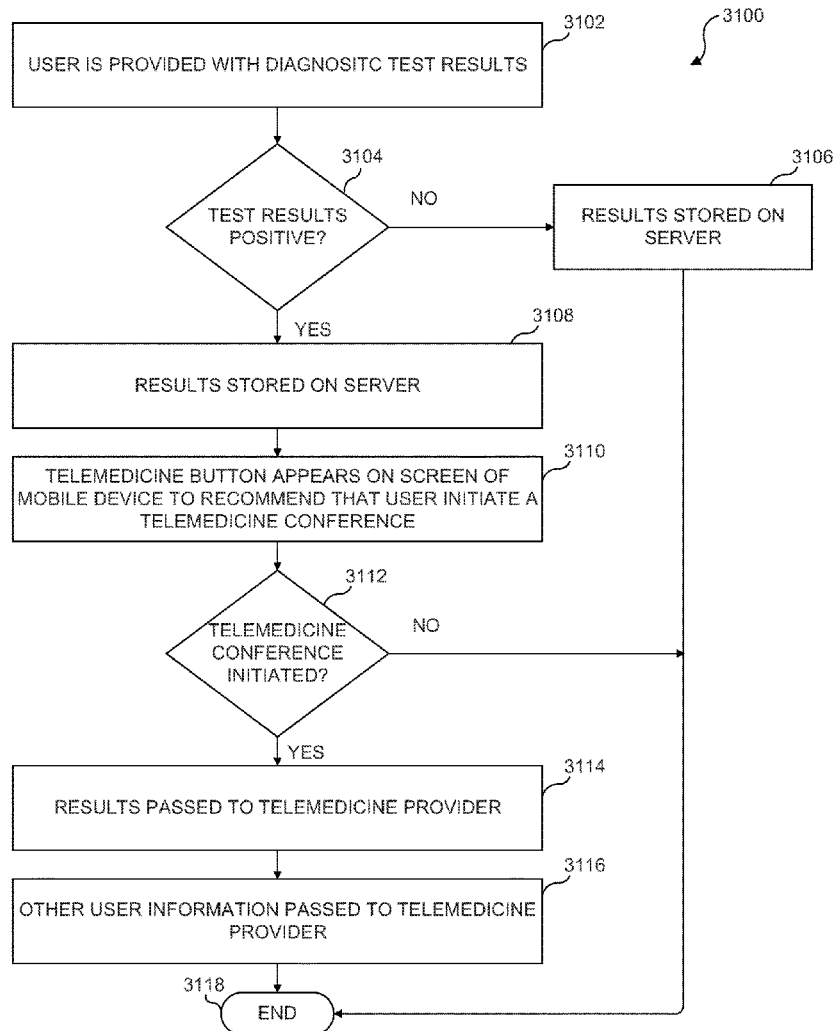 3102
3100
USER IS PROVIDED WITH DIAGNOSITC TEST RESULTS
3104
TEST RESULTS
POSITIVE?
NO
3106
RESULTS STORED ON
SERVER
YES
3108
RESULTS STORED ON SERVER
3110
TELEMEDICINE BUTTON APPEARS ON SCREEN OF
MOBILE DEVICE TO RECOMMEND THAT USER INITIATE A
TELEMEDICINE CONFERENCE
3112
TELEMEDICINE
CONFERENCE
INITIATED?
NO
YES
3114
RESULTS PASSED TO TELEMEDICINE PROVIDER
3116
OTHER USER INFORMATION PASSED TO TELEMEDICINE
PROVIDER
3118
END